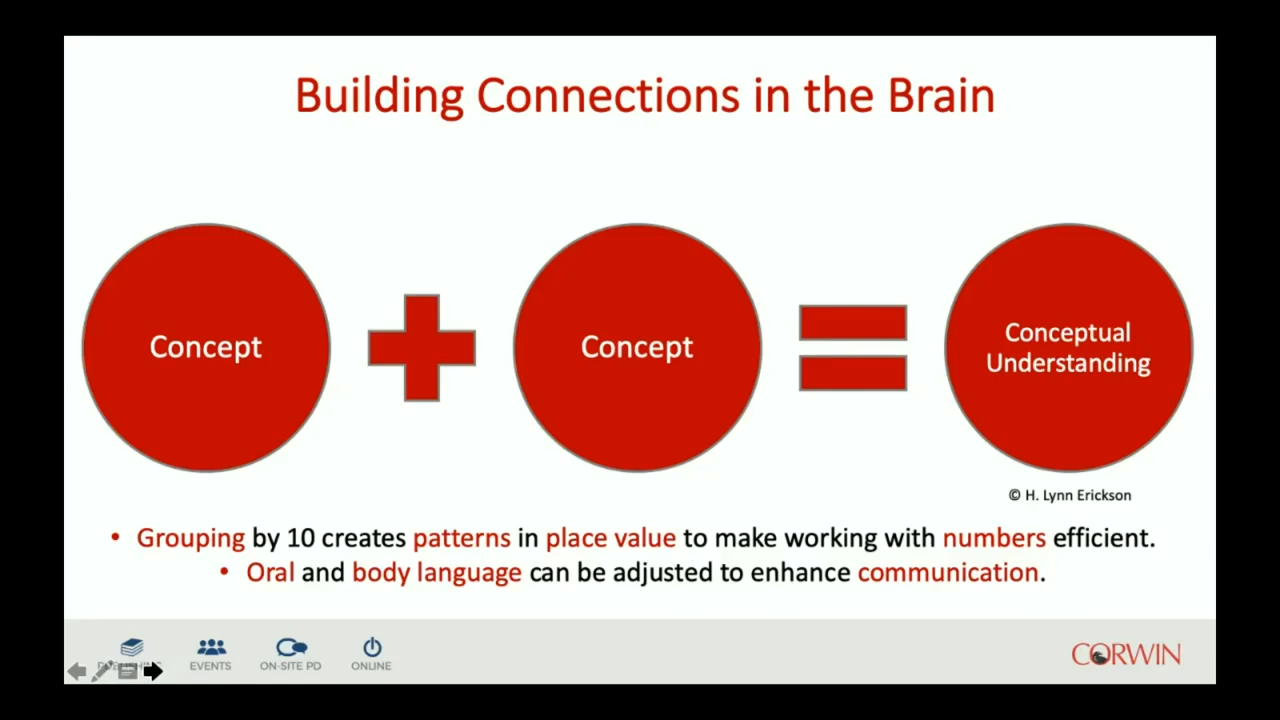 Building Connections in the Brain
Concept
Concept
Conceptual
Understanding
© H. Lynn Erickson
• Grouping by 10 creates patterns in place value to make working with numbers efficient.
• Oral and body language can be adjusted to enhance communication.
PUBLISHING
EVENTS
ON-SITE PD
ONLINE
CORWIN